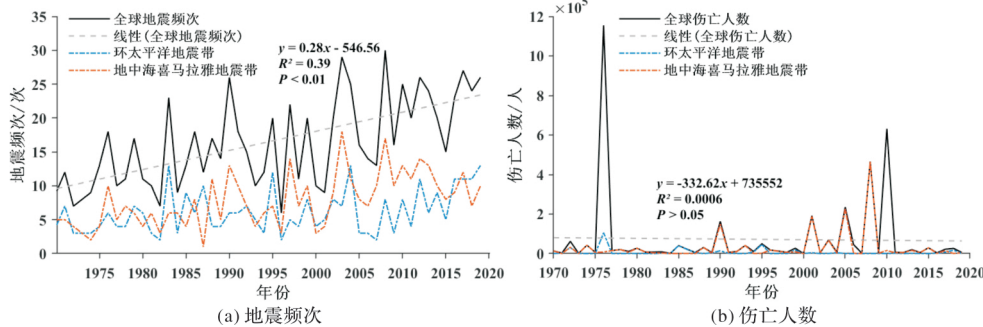 35
30
25
20
15
10
5
0
地震频次/次
全球地震频次
线性(全球地震频次)
环太平洋地震带
地中海喜马拉雅地震带
y = 0.28x - 546.56
R² = 0.39
P < 0.01
1975 1980 1985 1990 1995 2000 2005 2010 2015 2020
年份
(a) 地震频次
12 ×10⁵
10
8
6
4
2
0
伤亡人数/人
全球伤亡人数
线性(全球伤亡人数)
环太平洋地震带
地中海喜马拉雅地震带
y = -332.62x + 735552
R² = 0.0006
P > 0.05
1970 1975 1980 1985 1990 1995 2000 2005 2010 2015 2020
年份
(b) 伤亡人数